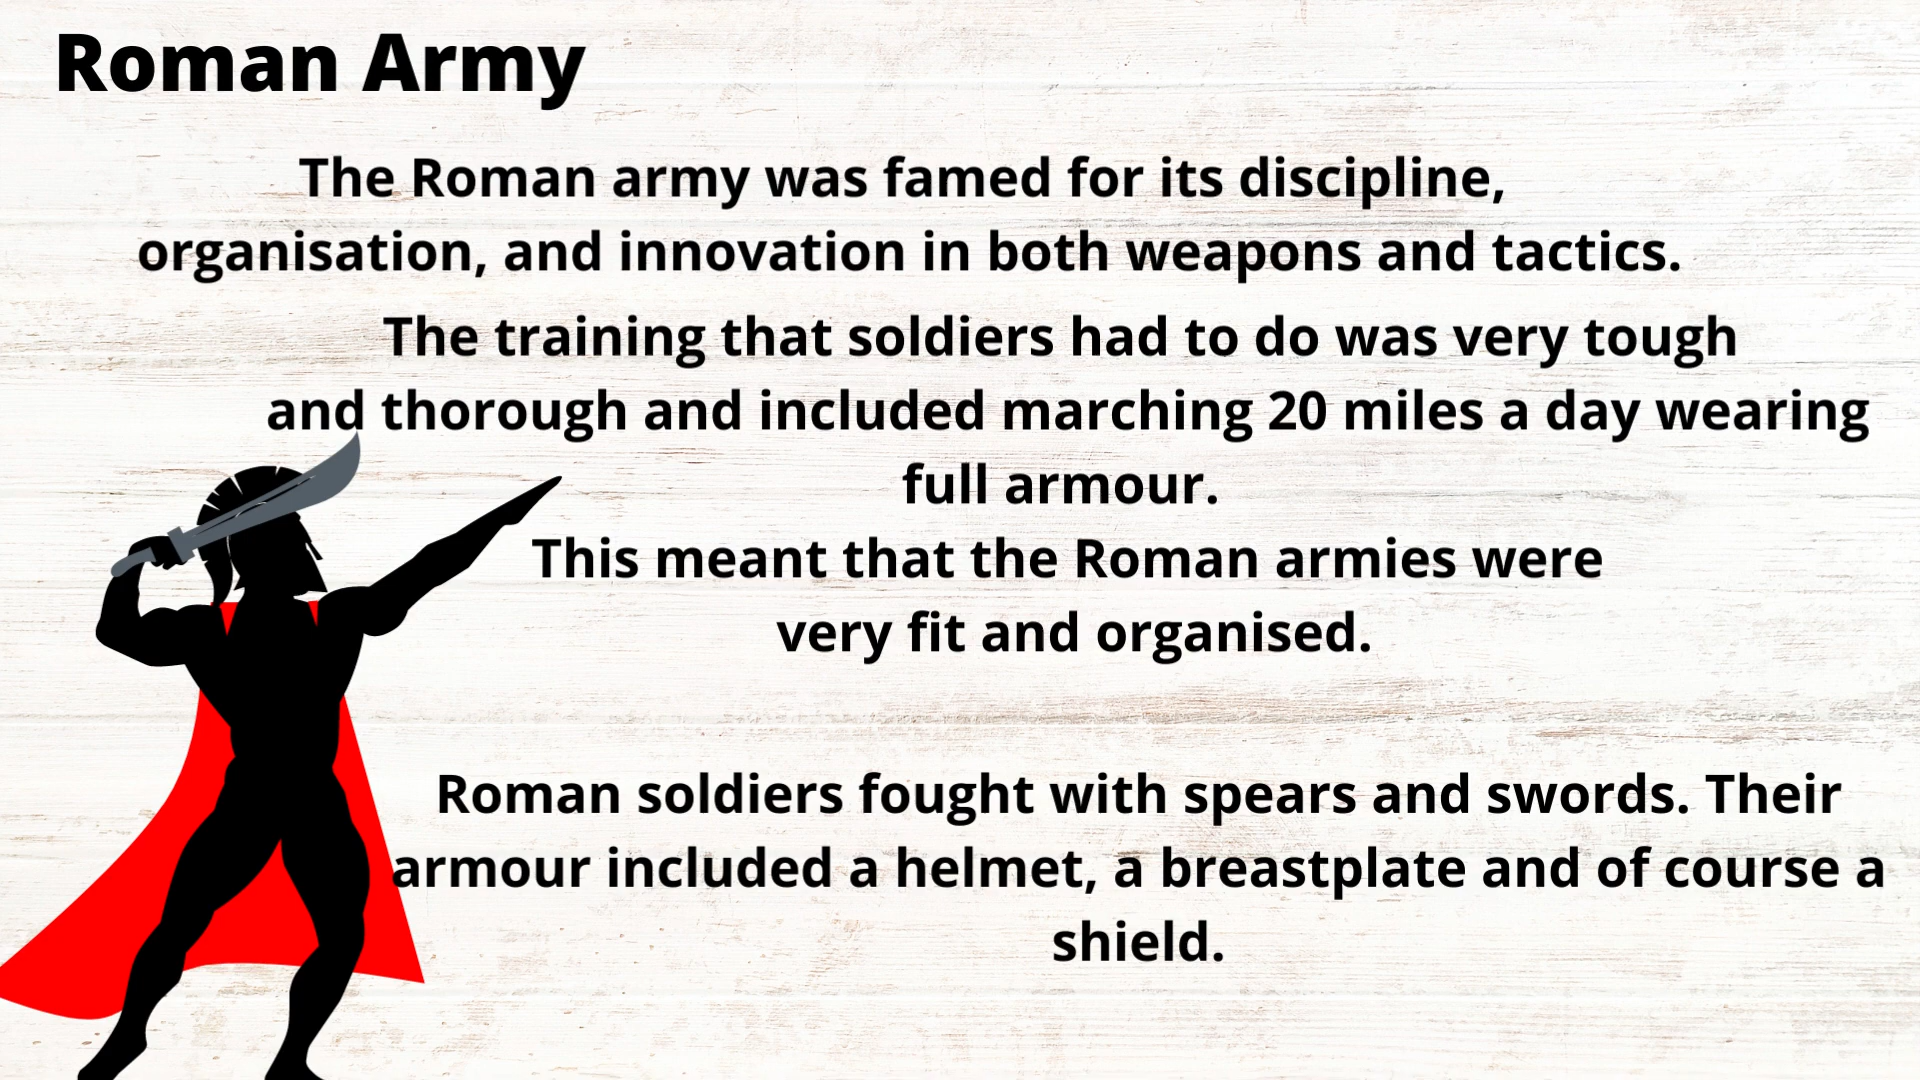 Roman Army
The Roman army was famed for its discipline,
organisation, and innovation in both weapons and tactics.
The training that soldiers had to do was very tough
and thorough and included marching 20 miles a day wearing
full armour.
This meant that the Roman armies were
very fit and organised.
Roman soldiers fought with spears and swords. Their
armour included a helmet, a breastplate and of course a
shield.